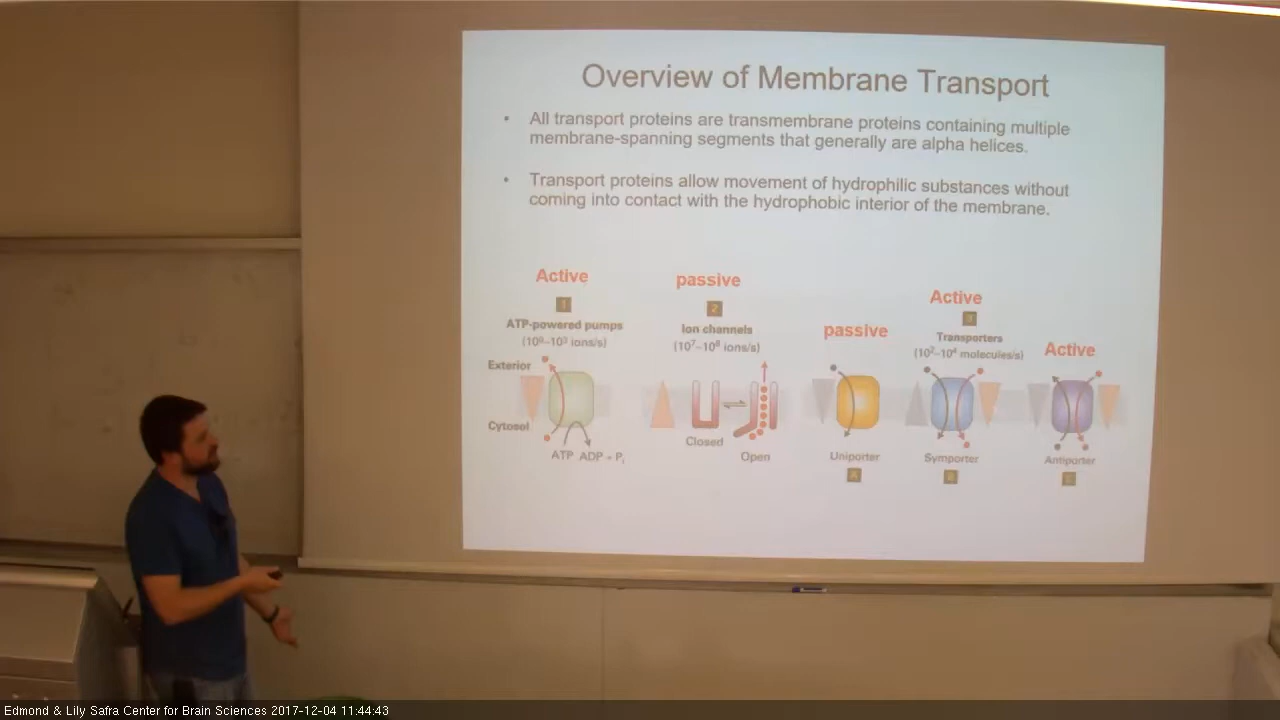 Overview of Membrane Transport
• All transport proteins are transmembrane proteins containing multiple
membrane-spanning segments that generally are alpha helices.
• Transport proteins allow movement of hydrophilic substances without
coming into contact with the hydrophobic interior of the membrane.
Active
1
ATP-powered pumps
(10⁰–10³ ions/s)
Exterior
Cytosol
ATP ADP + Pi
passive
2
Ion channels
(10⁷–10⁸ ions/s)
Closed
Open
passive
Uniporter
A
Active
3
Transporters
(10²–10⁴ molecules/s)
Symporter
B
Active
Antiporter
C
Edmond & Lily Safra Center for Brain Sciences 2017-12-04 11:44:43